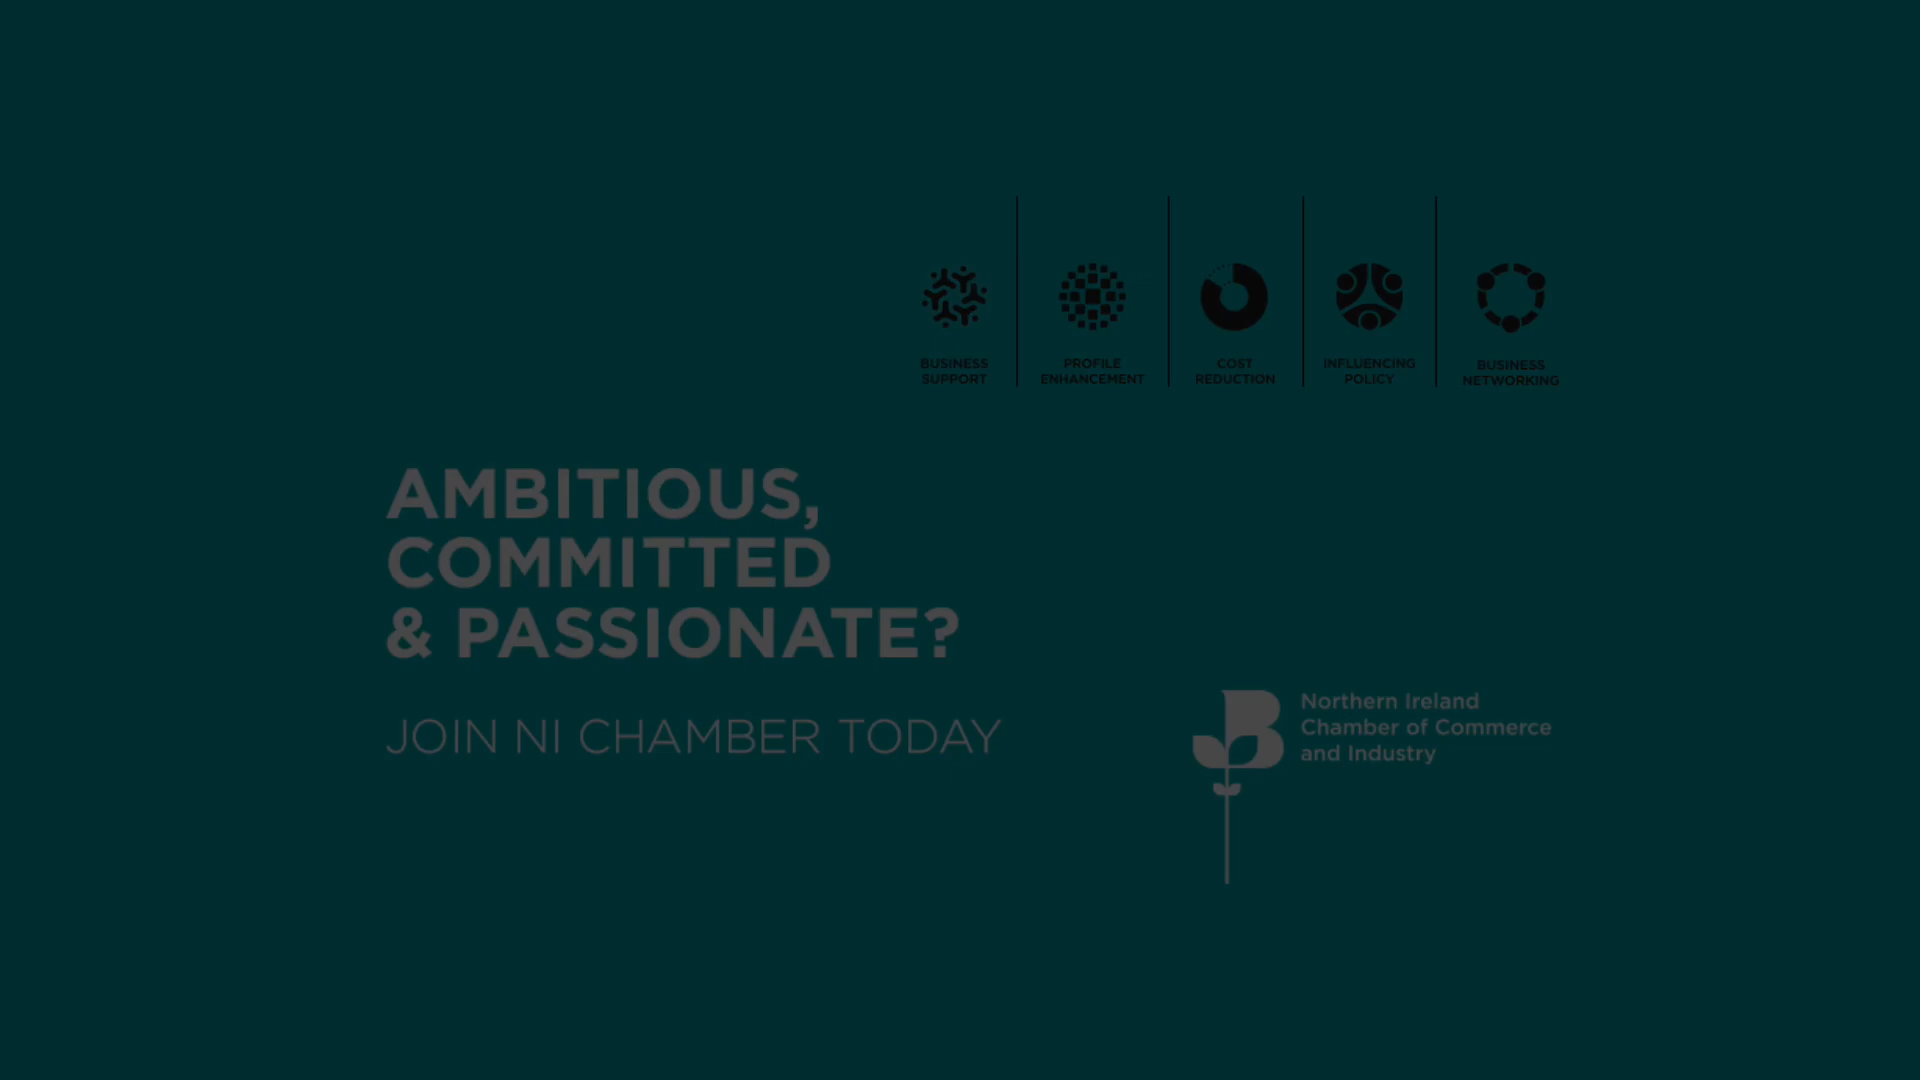 BUSINESS
SUPPORT
PROFILE
ENHANCEMENT
COST
REDUCTION
INFLUENCING
POLICY
BUSINESS
NETWORKING
AMBITIOUS,
COMMITTED
& PASSIONATE?
JOIN NI CHAMBER TODAY
Northern Ireland
Chamber of Commerce
and Industry